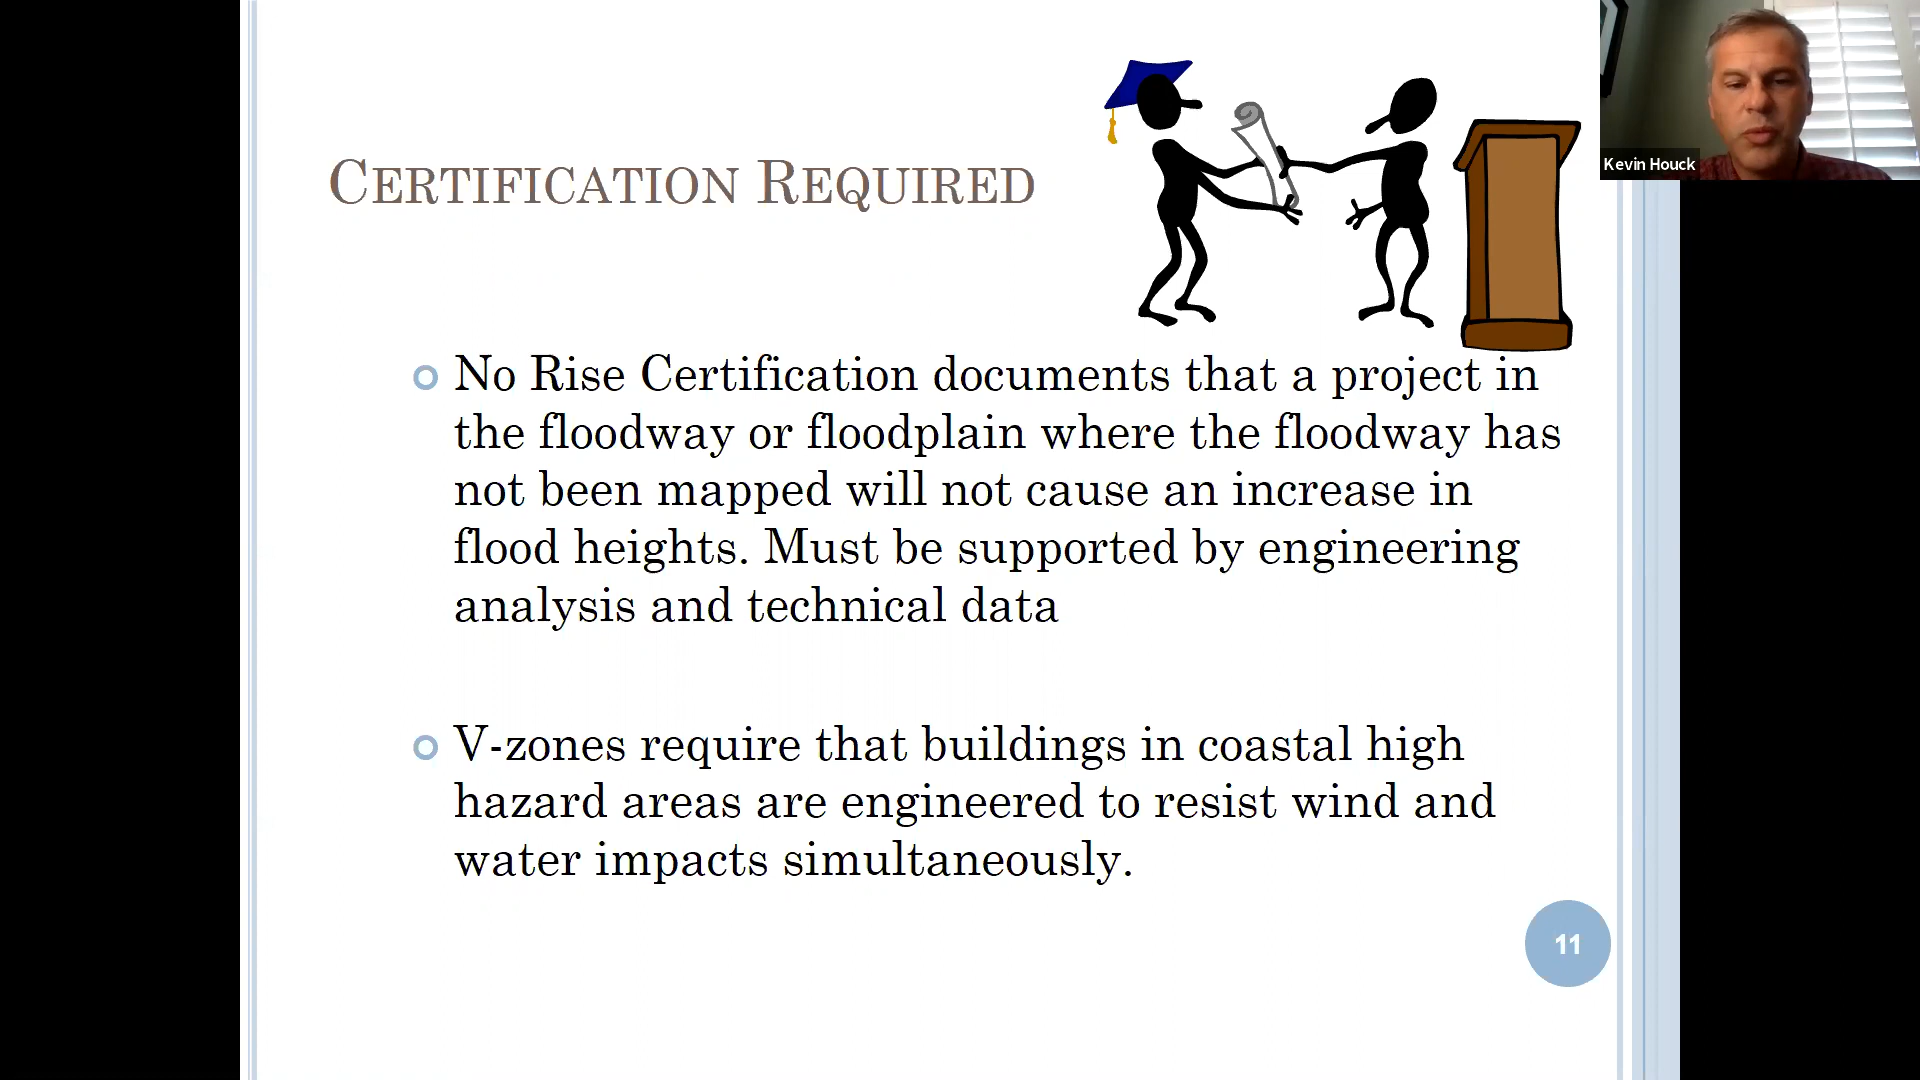 Kevin Houck
CERTIFICATION REQUIRED
No Rise Certification documents that a project in
the floodway or floodplain where the floodway has
not been mapped will not cause an increase in
flood heights. Must be supported by engineering
analysis and technical data
V-zones require that buildings in coastal high
hazard areas are engineered to resist wind and
water impacts simultaneously.
11